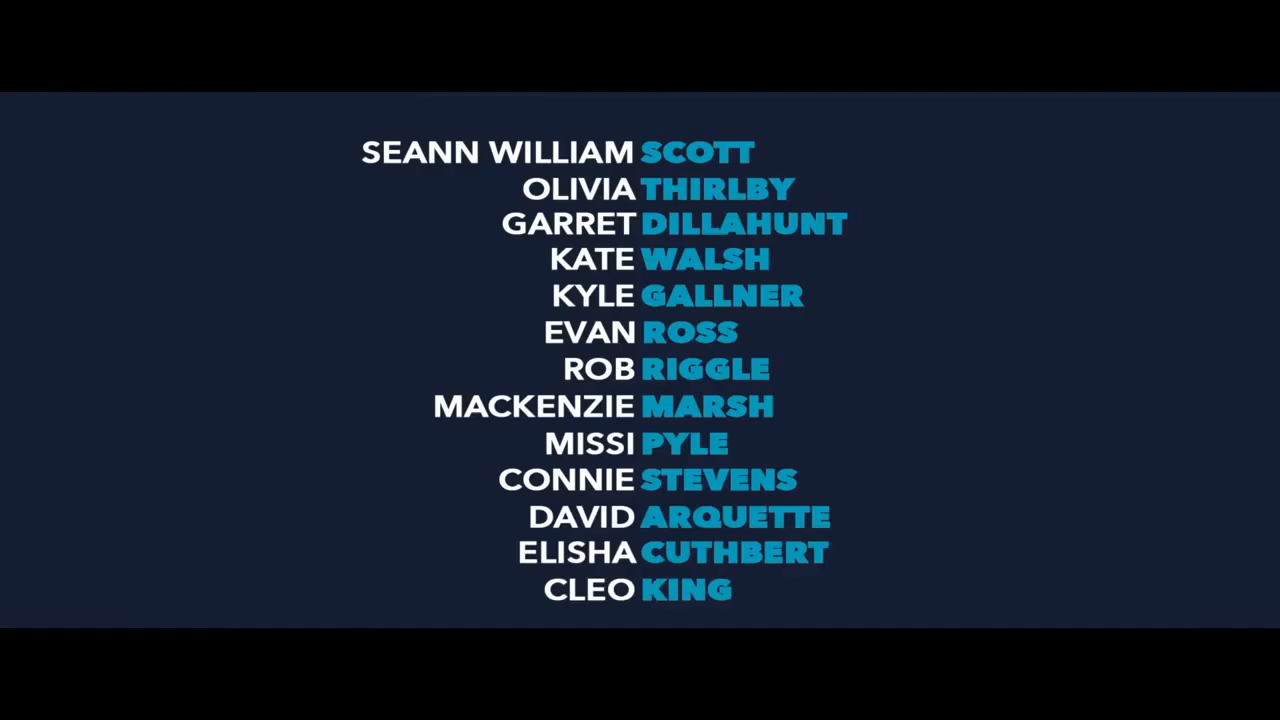 SEANN WILLIAM SCOTT
OLIVIA THIRLBY
GARRET DILLAHUNT
KATE WALSH
KYLE GALLNER
EVAN ROSS
ROB RIGGLE
MACKENZIE MARSH
MISSI PYLE
CONNIE STEVENS
DAVID ARQUETTE
ELISHA CUTHBERT
CLEO KING